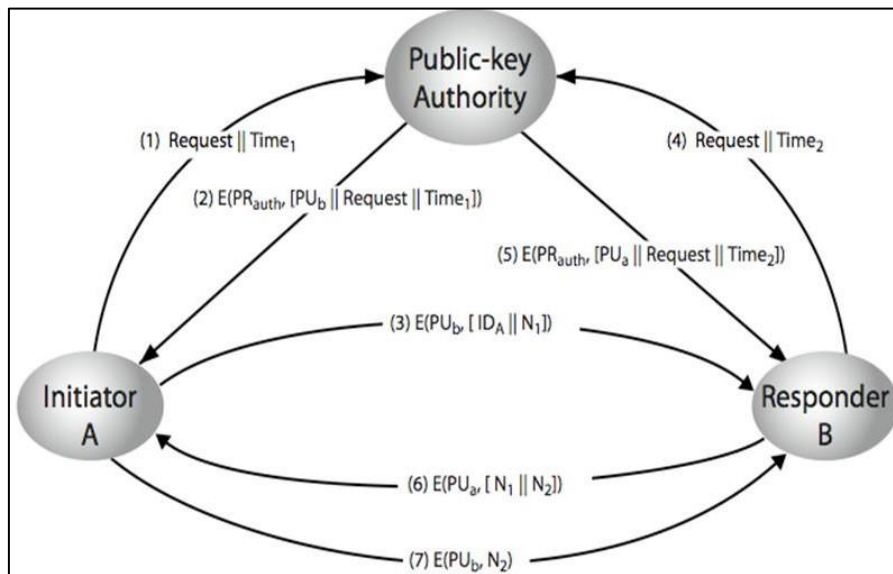 Public-key
Authority
(1) Request || Time₁
(4) Request || Time₂
(2) E(PRauth, [PUb || Request || Time₁])
(5) E(PRauth, [PUa || Request || Time₂])
(3) E(PUb, [ IDA || N₁])
Initiator
A
Responder
B
(6) E(PUa, [ N₁ || N₂])
(7) E(PUb, N₂)